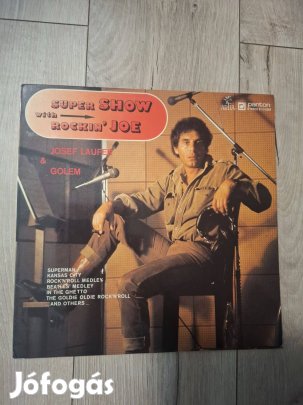 SUPER SHOW
with
ROCKIN' JOE
panton
JOSEF LAUFER
&
GOLEM
SUPERMAN
KANSAS CITY
ROCK'N'ROLL MEDLEY
BEATLES' MEDLEY
IN THE GHETTO
THE GOLDIE OLDIE ROCK'N'ROLL
AND OTHERS...
Jófogás